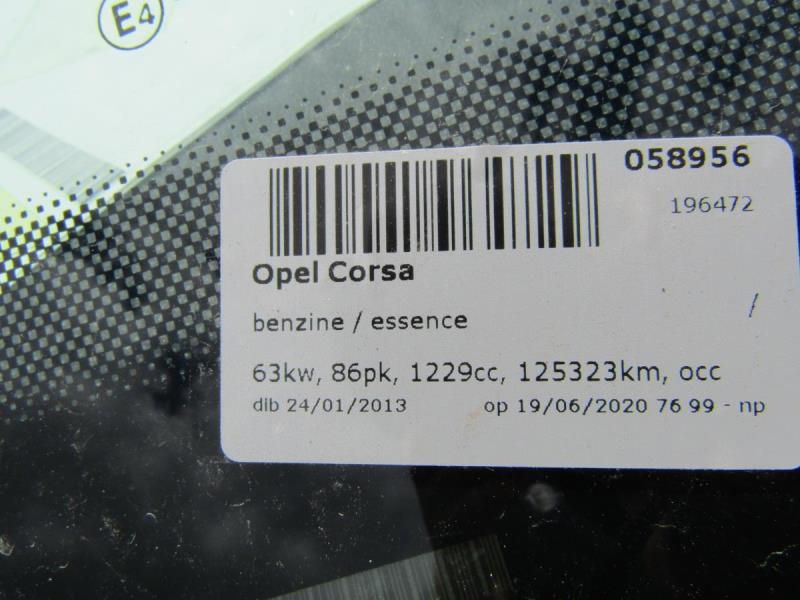 E4
058956
196472
Opel Corsa
benzine / essence
/
63kw, 86pk, 1229cc, 125323km, occ
dib 24/01/2013 op 19/06/2020 76 99 - np